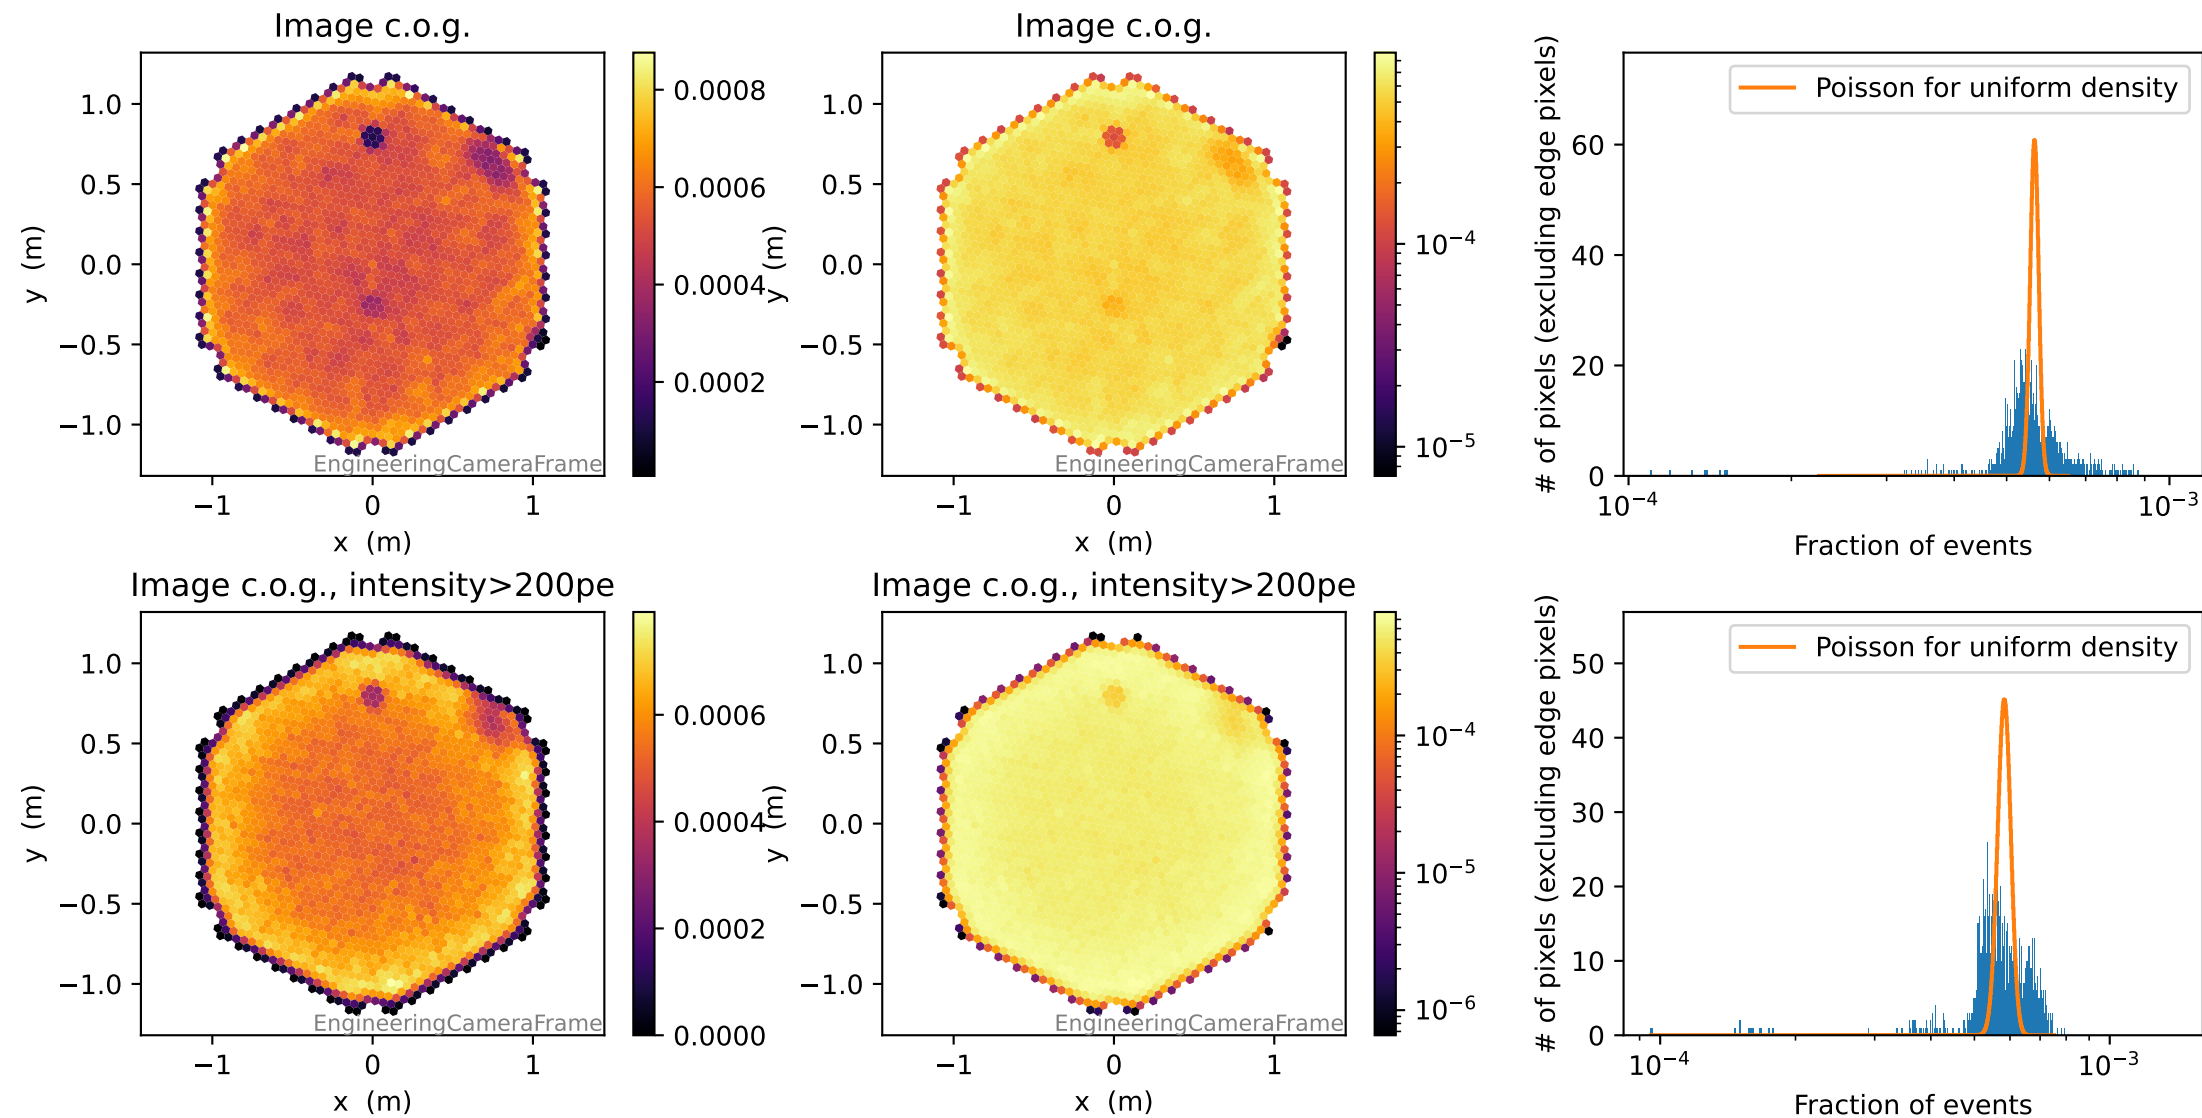 Image c.o.g.
1.0
0.5
0.0
−0.5
−1.0
y (m)
−1 0 1
x (m)
EngineeringCameraFrame
0.0008
0.0006
0.0004
0.0002
Image c.o.g.
1.0
0.5
0.0
−0.5
−1.0
y (m)
−1 0 1
x (m)
EngineeringCameraFrame
10−4
10−5
# of pixels (excluding edge pixels)
60
40
20
0
Poisson for uniform density
10−4 10−3
Fraction of events
Image c.o.g., intensity>200pe
1.0
0.5
0.0
−0.5
−1.0
y (m)
−1 0 1
x (m)
EngineeringCameraFrame
0.0006
0.0004
0.0002
0.0000
Image c.o.g., intensity>200pe
1.0
0.5
0.0
−0.5
−1.0
y (m)
−1 0 1
x (m)
EngineeringCameraFrame
10−4
10−5
10−6
# of pixels (excluding edge pixels)
50
40
30
20
10
0
Poisson for uniform density
10−4 10−3
Fraction of events